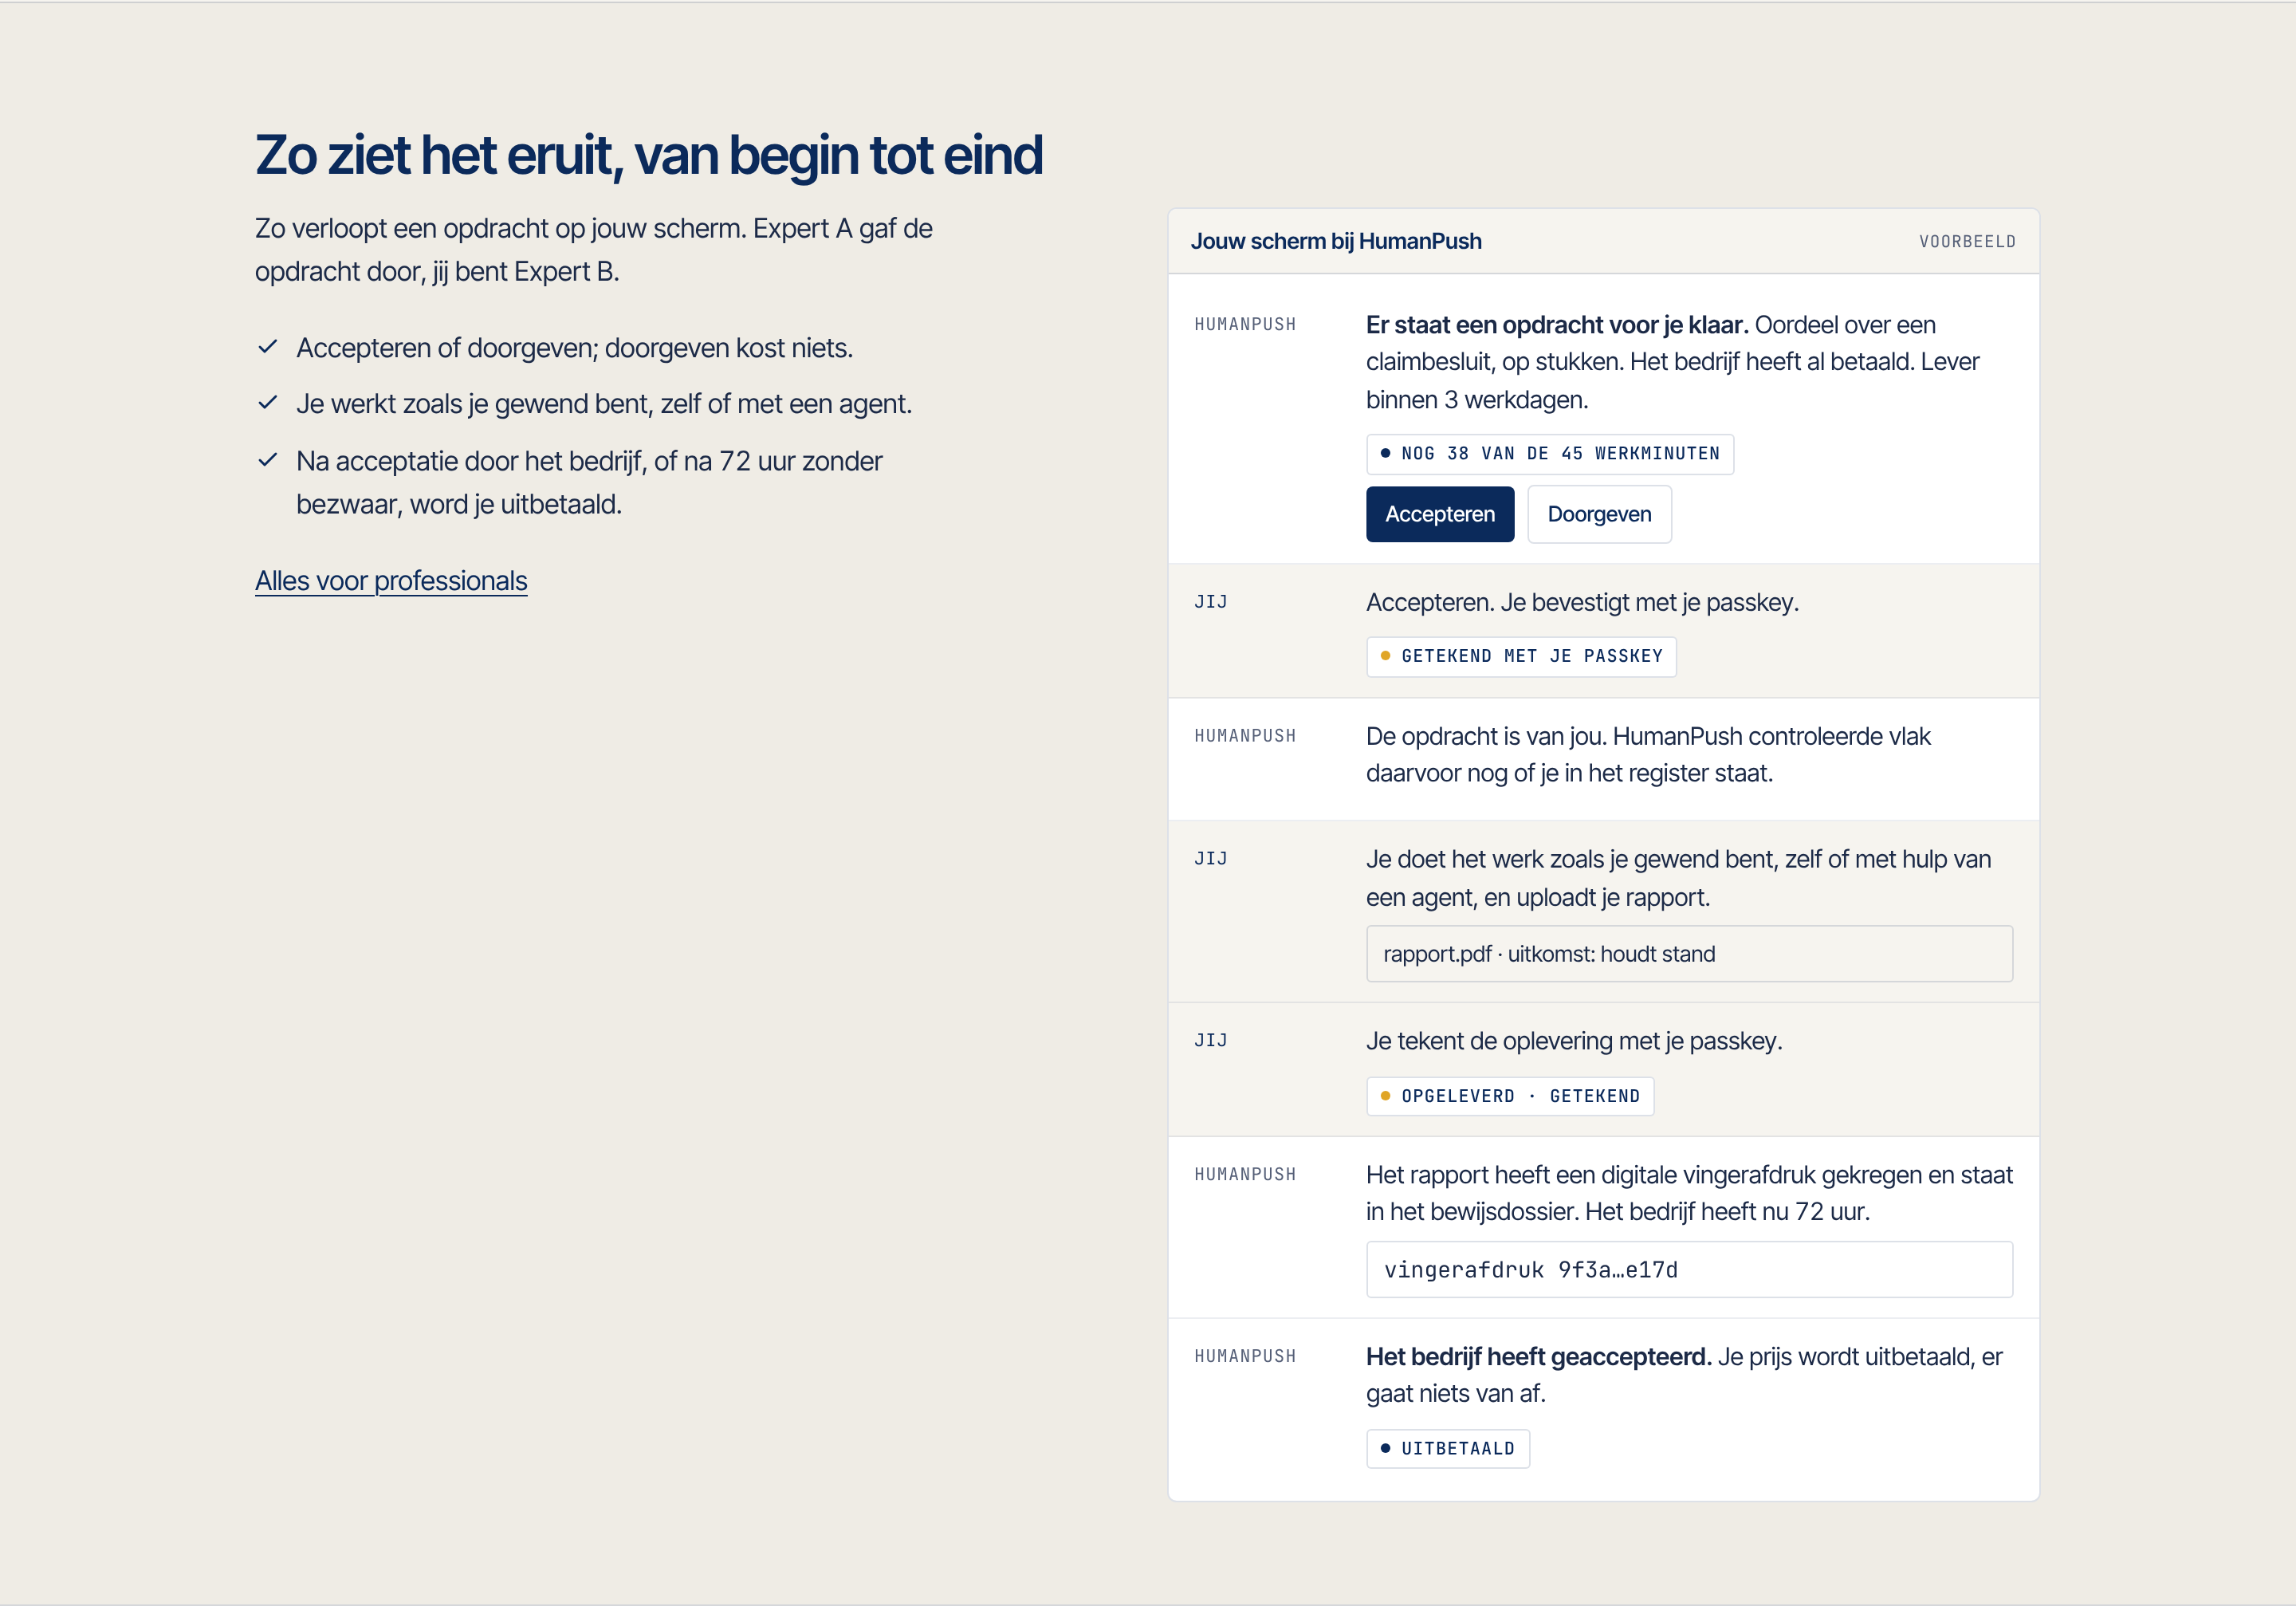 Zo ziet het eruit, van begin tot eind
Zo verloopt een opdracht op jouw scherm. Expert A gaf de
opdracht door, jij bent Expert B.
Accepteren of doorgeven; doorgeven kost niets.
Je werkt zoals je gewend bent, zelf of met een agent.
Na acceptatie door het bedrijf, of na 72 uur zonder
bezwaar, word je uitbetaald.
Alles voor professionals
Jouw scherm bij HumanPush
VOORBEELD
HUMANPUSH
Er staat een opdracht voor je klaar. Oordeel over een
claimbesluit, op stukken. Het bedrijf heeft al betaald. Lever
binnen 3 werkdagen.
NOG 38 VAN DE 45 WERKMINUTEN
Accepteren
Doorgeven
JIJ
Accepteren. Je bevestigt met je passkey.
GETEKEND MET JE PASSKEY
HUMANPUSH
De opdracht is van jou. HumanPush controleerde vlak
daarvoor nog of je in het register staat.
JIJ
Je doet het werk zoals je gewend bent, zelf of met hulp van
een agent, en uploadt je rapport.
rapport.pdf · uitkomst: houdt stand
JIJ
Je tekent de oplevering met je passkey.
OPGELEVERD · GETEKEND
HUMANPUSH
Het rapport heeft een digitale vingerafdruk gekregen en staat
in het bewijsdossier. Het bedrijf heeft nu 72 uur.
vingerafdruk 9f3a…e17d
HUMANPUSH
Het bedrijf heeft geaccepteerd. Je prijs wordt uitbetaald, er
gaat niets van af.
UITBETAALD